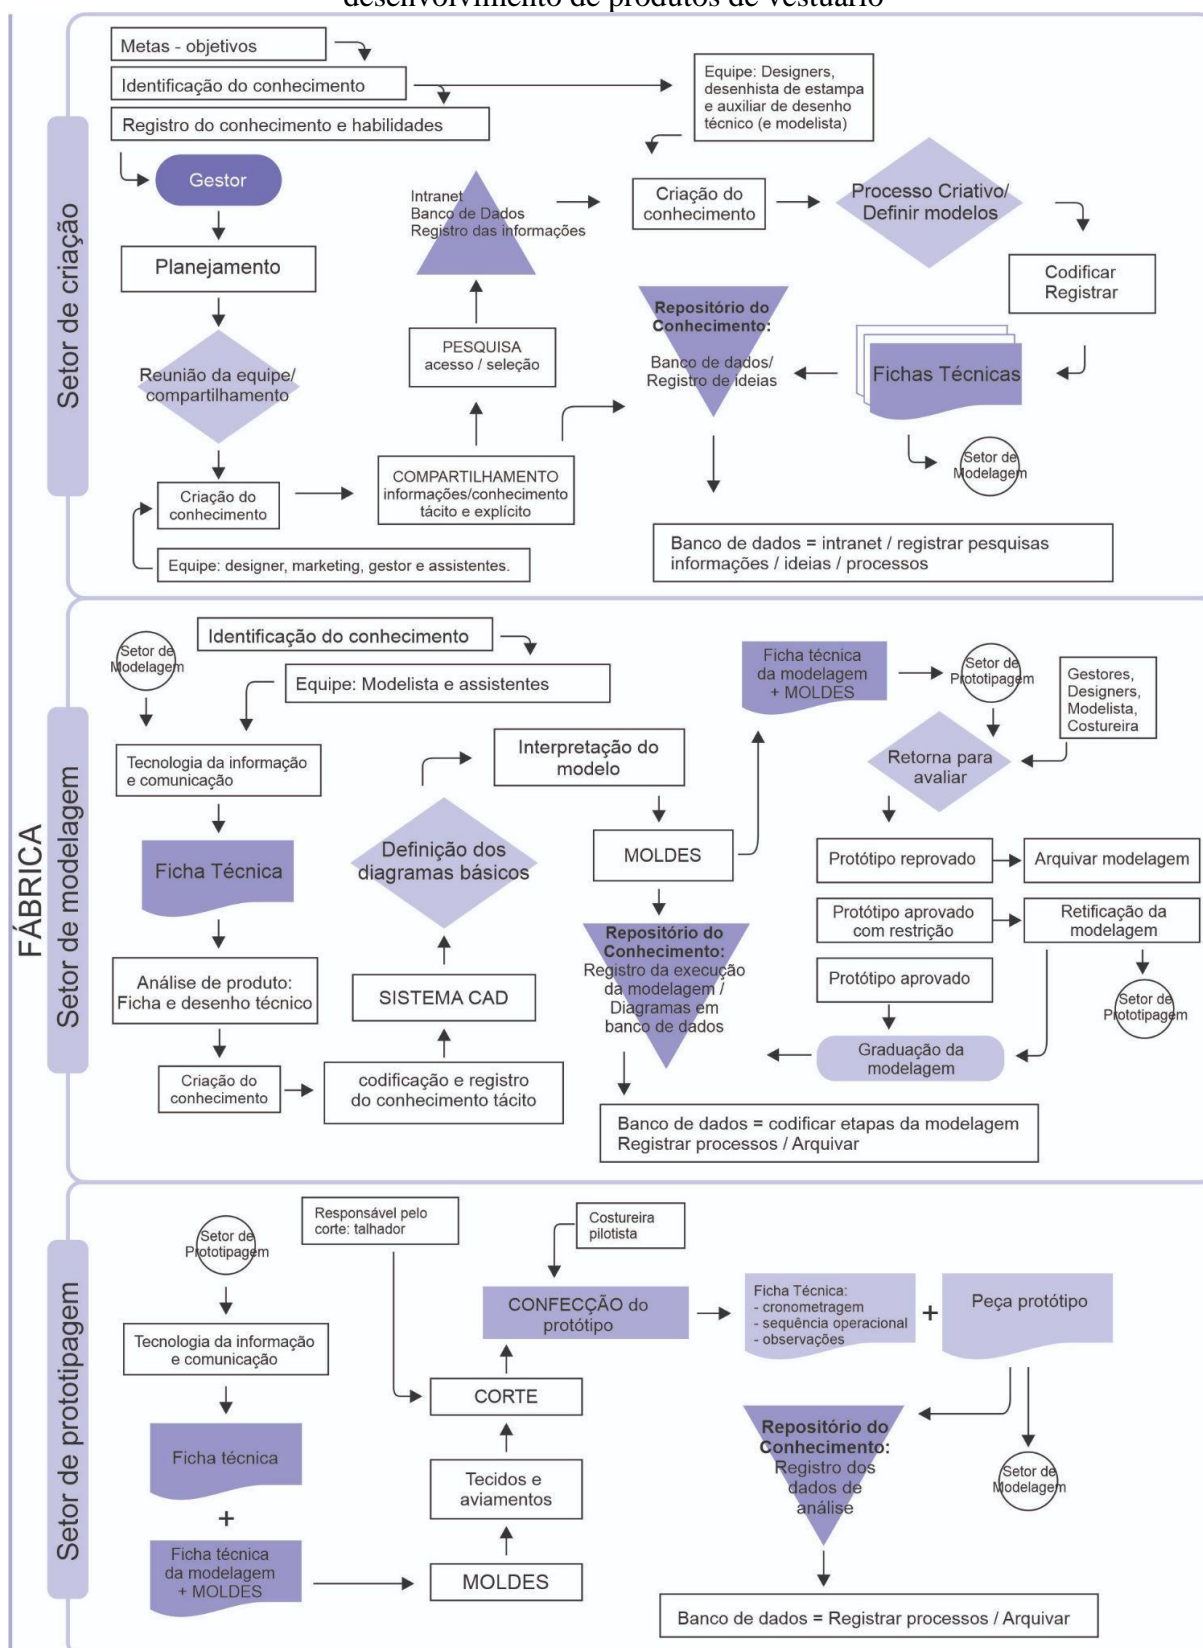 desenvolvimento de produtos de vestuário
FÁBRICA
Setor de criação
Metas - objetivos
Identificação do conhecimento
Registro do conhecimento e habilidades
Gestor
Planejamento
Reunião da equipe/
compartilhamento
Criação do
conhecimento
Equipe: designer, marketing, gestor e assistentes.
COMPARTILHAMENTO
informações/conhecimento
tácito e explícito
PESQUISA
acesso / seleção
Intranet
Banco de Dados
Registro das informações
Equipe: Designers,
desenhista de estampa
e auxiliar de desenho
técnico (e modelista)
Criação do
conhecimento
Processo Criativo/
Definir modelos
Codificar
Registrar
Fichas Técnicas
Setor de
Modelagem
Repositório do
Conhecimento:
Banco de dados/
Registro de ideias
Banco de dados = intranet / registrar pesquisas
informações / ideias / processos
Setor de modelagem
Setor de
Modelagem
Identificação do conhecimento
Equipe: Modelista e assistentes
Tecnologia da informação
e comunicação
Ficha Técnica
Análise de produto:
Ficha e desenho técnico
Criação do
conhecimento
codificação e registro
do conhecimento tácito
SISTEMA CAD
Definição dos
diagramas básicos
Interpretação do
modelo
MOLDES
Ficha técnica
da modelagem
+ MOLDES
Setor de
Prototipagem
Gestores,
Designers,
Modelista,
Costureira
Retorna para
avaliar
Protótipo reprovado
Arquivar modelagem
Protótipo aprovado
com restrição
Retificação da
modelagem
Protótipo aprovado
Setor de
Prototipagem
Graduação da
modelagem
Repositório do
Conhecimento:
Registro da execução
da modelagem /
Diagramas em
banco de dados
Banco de dados = codificar etapas da modelagem
Registrar processos / Arquivar
Setor de prototipagem
Setor de
Prototipagem
Tecnologia da informação
e comunicação
Ficha técnica
+
Ficha técnica
da modelagem
+ MOLDES
MOLDES
Tecidos e
aviamentos
CORTE
Responsável pelo
corte: talhador
Costureira
pilotista
CONFECÇÃO do
protótipo
Ficha Técnica:
- cronometragem
- sequência operacional
- observações
+
Peça protótipo
Setor de
Modelagem
Repositório do
Conhecimento:
Registro dos
dados de
análise
Banco de dados = Registrar processos / Arquivar